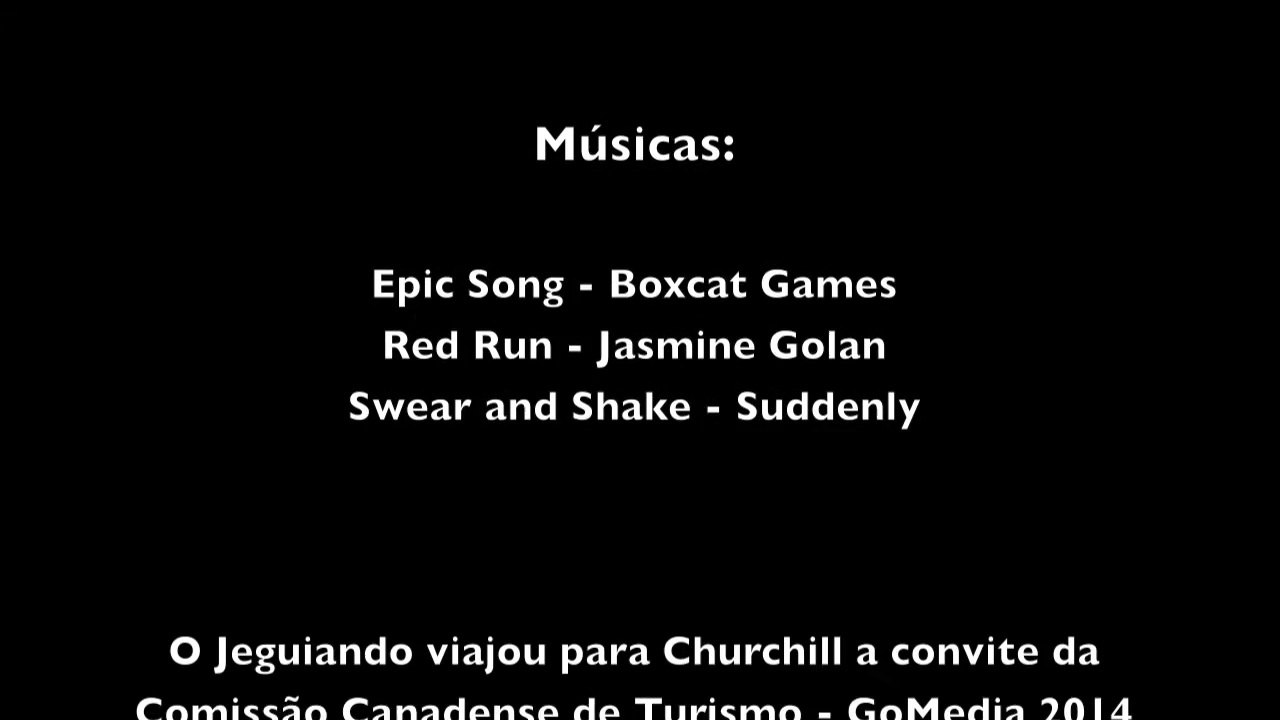 Músicas:
Epic Song - Boxcat Games
Red Run - Jasmine Golan
Swear and Shake - Suddenly
O Jeguiando viajou para Churchill a convite da
Comissão Canadense de Turismo - GoMedia 2014